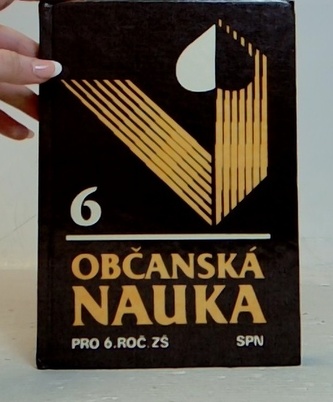 6
OBČANSKÁ
NAUKA
PRO 6.ROČ. ZŠ SPN